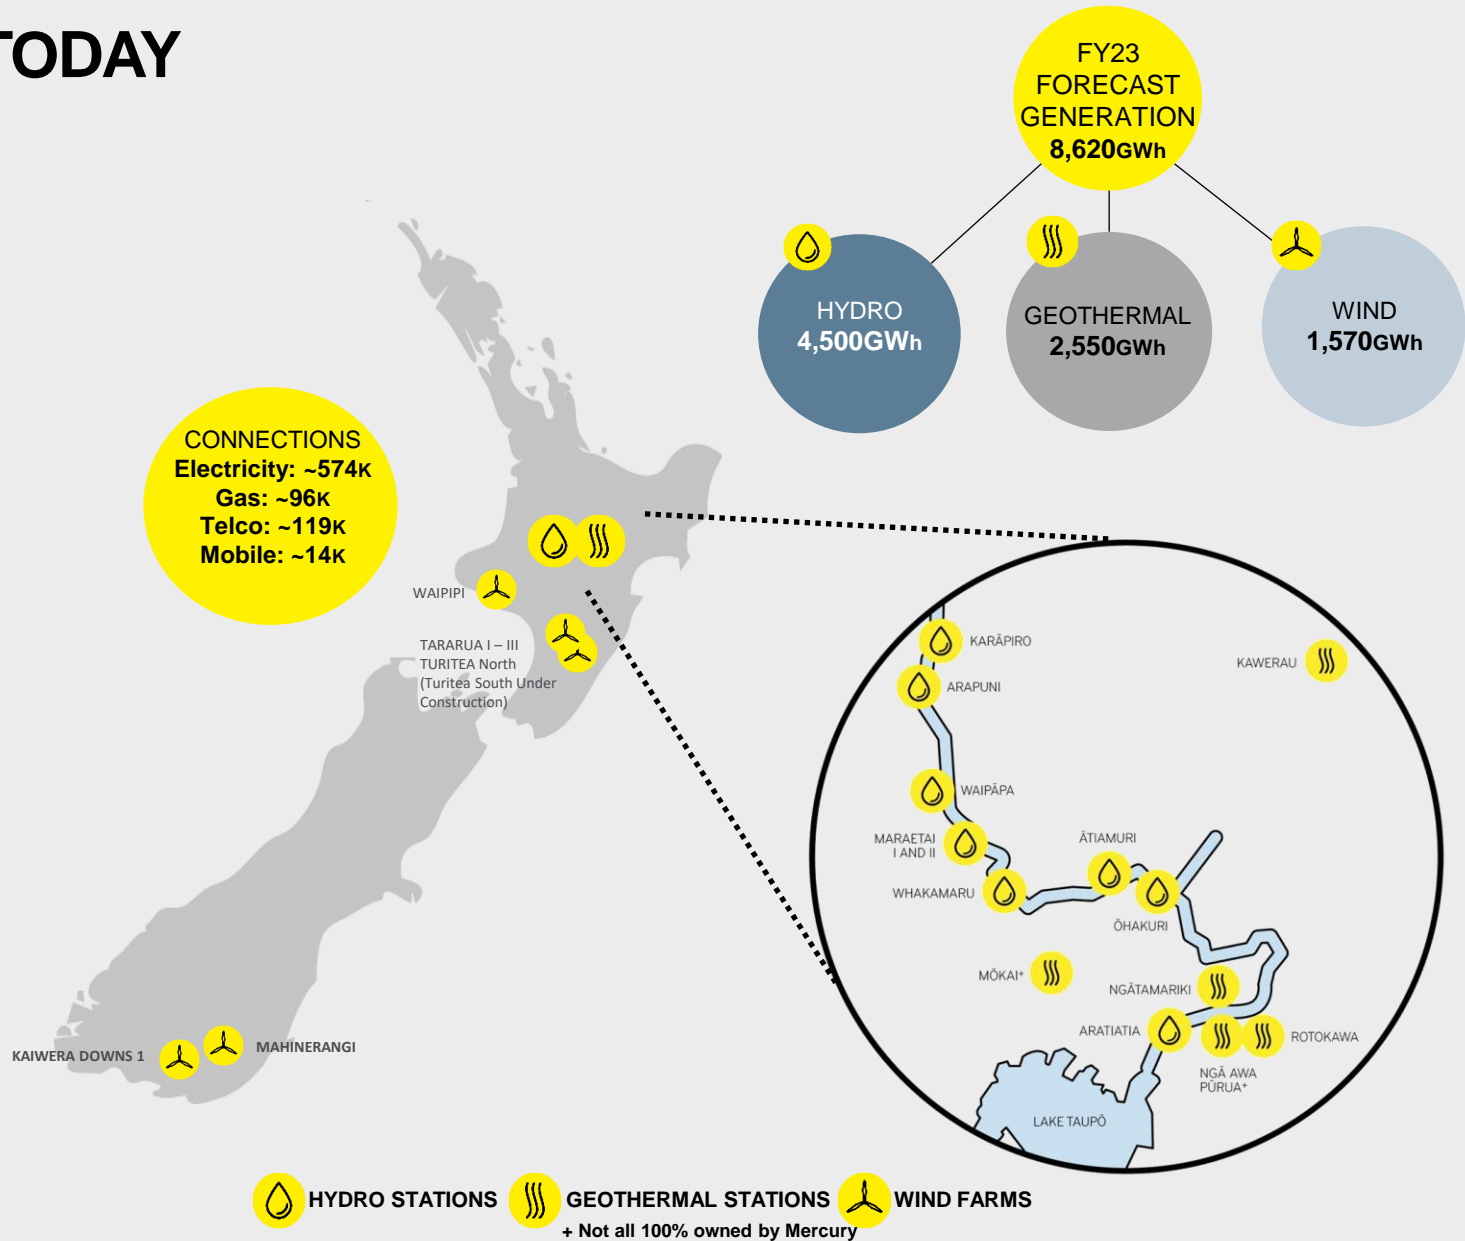 TODAY
FY23
FORECAST
GENERATION
8,620GWh
HYDRO
4,500GWh
GEOTHERMAL
2,550GWh
WIND
1,570GWh
CONNECTIONS
Electricity: ~574K
Gas: ~96K
Telco: ~119K
Mobile: ~14K
WAIPIPI
TARARUA I – III
TURITEA North
(Turitea South Under
Construction)
KAIWERA DOWNS 1
MAHINERANGI
KARĀPIRO
KAWERAU
ARAPUNI
WAIPĀPA
MARAETAI
I AND II
ĀTIAMURI
WHAKAMARU
ŌHAKURI
MŌKAI+
NGĀTAMARIKI
ARATIATIA
ROTOKAWA
NGĀ AWA
PŪRUA+
LAKE TAUPŌ
HYDRO STATIONS
GEOTHERMAL STATIONS
WIND FARMS
+ Not all 100% owned by Mercury